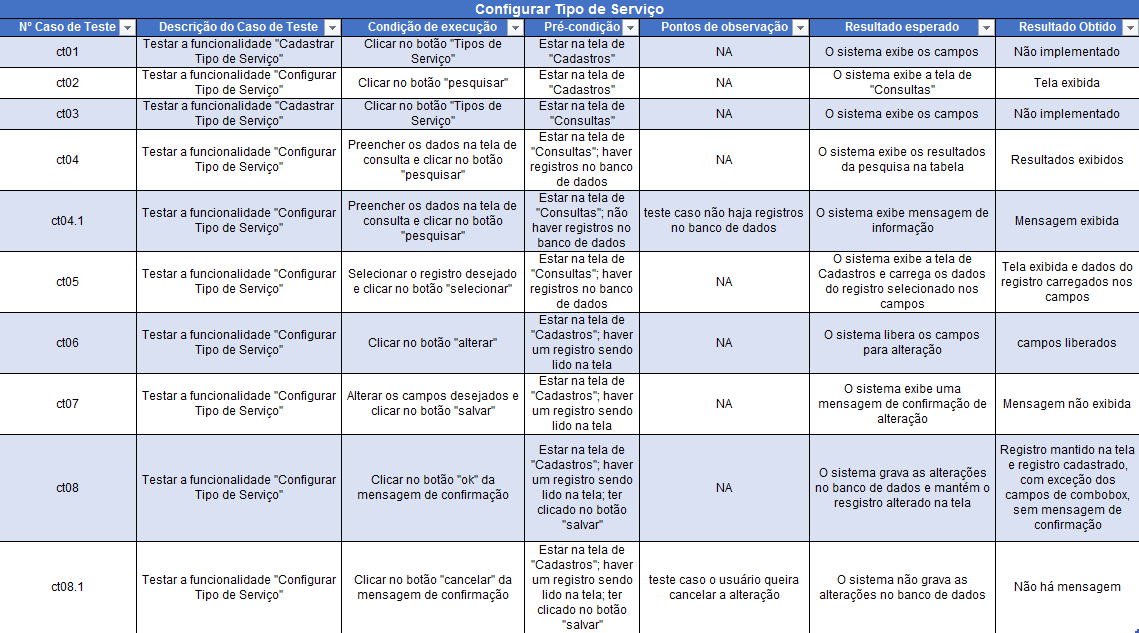 Configurar Tipo de Serviço
Nº Caso de Teste Descrição do Caso de Teste Condição de execução Pré-condição Pontos de observação Resultado esperado Resultado Obtido
ct01
Testar a funcionalidade "Cadastrar
Tipo de Serviço"
Clicar no botão "Tipos de
Serviço"
Estar na tela de
"Cadastros"
NA
O sistema exibe os campos
Não implementado
ct02
Testar a funcionalidade "Configurar
Tipo de Serviço"
Clicar no botão "pesquisar"
Estar na tela de
"Cadastros"
NA
O sistema exibe a tela de
"Consultas"
Tela exibida
ct03
Testar a funcionalidade "Cadastrar
Tipo de Serviço"
Clicar no botão "Tipos de
Serviço"
Estar na tela de
"Consultas"
NA
O sistema exibe os campos
Não implementado
ct04
Testar a funcionalidade "Configurar
Tipo de Serviço"
Preencher os dados na tela de
consulta e clicar no botão
"pesquisar"
Estar na tela de
"Consultas"; haver
registros no banco
de dados
NA
O sistema exibe os resultados
da pesquisa na tabela
Resultados exibidos
ct04.1
Testar a funcionalidade "Configurar
Tipo de Serviço"
Preencher os dados na tela de
consulta e clicar no botão
"pesquisar"
Estar na tela de
"Consultas"; não
haver registros no
banco de dados
teste caso não haja registros
no banco de dados
O sistema exibe mensagem de
informação
Mensagem exibida
ct05
Testar a funcionalidade "Configurar
Tipo de Serviço"
Selecionar o registro desejado
e clicar no botão "selecionar"
Estar na tela de
"Consultas"; haver
registros no banco
de dados
NA
O sistema exibe a tela de
Cadastros e carrega os dados
do registro selecionado nos
campos
Tela exibida e dados do
registro carregados nos
campos
ct06
Testar a funcionalidade "Configurar
Tipo de Serviço"
Clicar no botão "alterar"
Estar na tela de
"Cadastros"; haver
um registro sendo
lido na tela
NA
O sistema libera os campos
para alteração
campos liberados
ct07
Testar a funcionalidade "Configurar
Tipo de Serviço"
Alterar os campos desejados e
clicar no botão "salvar"
Estar na tela de
"Cadastros"; haver
um registro sendo
lido na tela
NA
O sistema exibe uma
mensagem de confirmação de
alteração
Mensagem não exibida
ct08
Testar a funcionalidade "Configurar
Tipo de Serviço"
Clicar no botão "ok" da
mensagem de confirmação
Estar na tela de
"Cadastros"; haver
um registro sendo
lido na tela; ter
clicado no botão
"salvar"
NA
O sistema grava as alterações
no banco de dados e mantém o
resgistro alterado na tela
Registro mantido na tela
e registro cadastrado,
com exceção dos
campos de combobox,
sem mensagem de
confirmação
ct08.1
Testar a funcionalidade "Configurar
Tipo de Serviço"
Clicar no botão "cancelar" da
mensagem de confirmação
Estar na tela de
"Cadastros"; haver
um registro sendo
lido na tela; ter
clicado no botão
"salvar"
teste caso o usuário queira
cancelar a alteração
O sistema não grava as
alterações no banco de dados
Não há mensagem